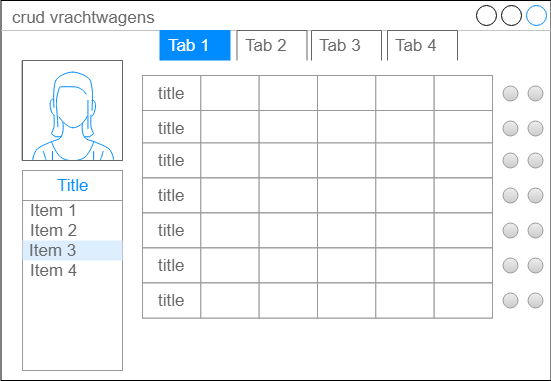 crud vrachtwagens
Tab 1 Tab 2 Tab 3 Tab 4
Title
Item 1
Item 2
Item 3
Item 4
title
title
title
title
title
title
title